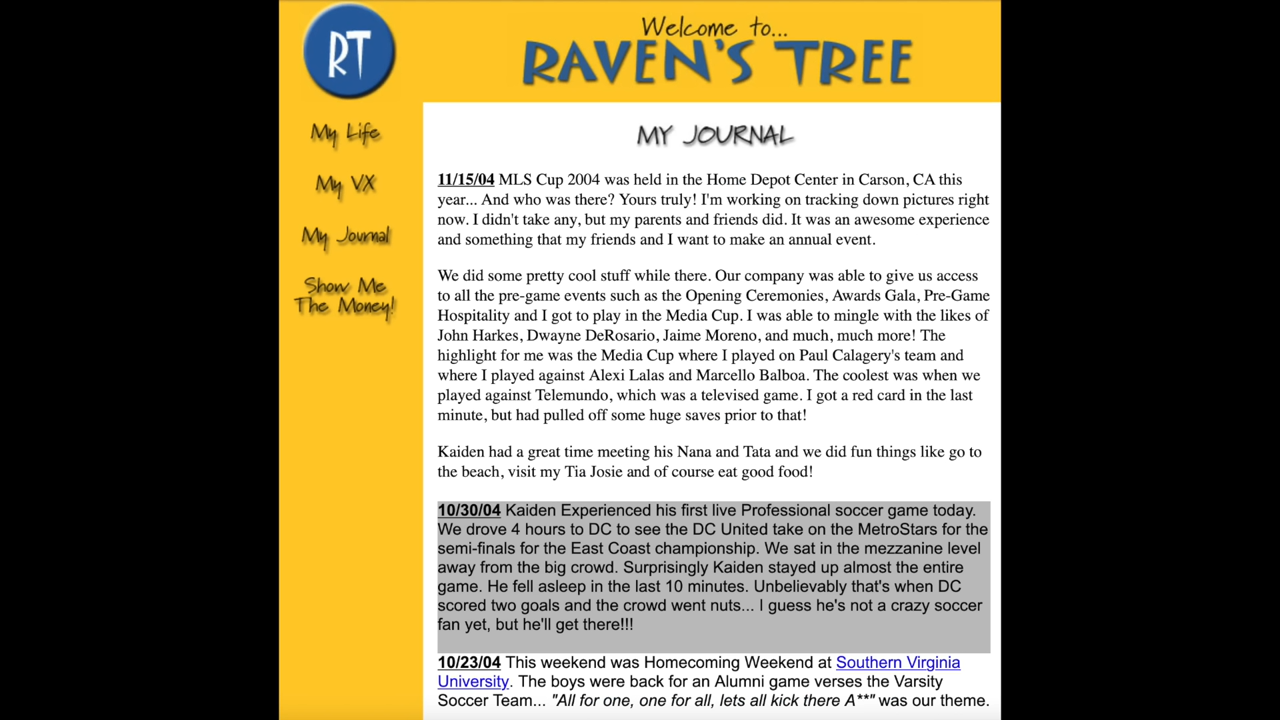 RT
Welcome to...
RAVEN'S TREE
My Life
My VX
My Journal
Show Me
The Money!
MY JOURNAL
11/15/04 MLS Cup 2004 was held in the Home Depot Center in Carson, CA this
year... And who was there? Yours truly! I'm working on tracking down pictures right
now. I didn't take any, but my parents and friends did. It was an awesome experience
and something that my friends and I want to make an annual event.
We did some pretty cool stuff while there. Our company was able to give us access
to all the pre-game events such as the Opening Ceremonies, Awards Gala, Pre-Game
Hospitality and I got to play in the Media Cup. I was able to mingle with the likes of
John Harkes, Dwayne DeRosario, Jaime Moreno, and much, much more! The
highlight for me was the Media Cup where I played on Paul Calagery's team and
where I played against Alexi Lalas and Marcello Balboa. The coolest was when we
played against Telemundo, which was a televised game. I got a red card in the last
minute, but had pulled off some huge saves prior to that!
Kaiden had a great time meeting his Nana and Tata and we did fun things like go to
the beach, visit my Tia Josie and of course eat good food!
10/30/04 Kaiden Experienced his first live Professional soccer game today.
We drove 4 hours to DC to see the DC United take on the MetroStars for the
semi-finals for the East Coast championship. We sat in the mezzanine level
away from the big crowd. Surprisingly Kaiden stayed up almost the entire
game. He fell asleep in the last 10 minutes. Unbelievably that's when DC
scored two goals and the crowd went nuts... I guess he's not a crazy soccer
fan yet, but he'll get there!!!
10/23/04 This weekend was Homecoming Weekend at Southern Virginia
University. The boys were back for an Alumni game verses the Varsity
Soccer Team... "All for one, one for all, lets all kick there A**" was our theme.